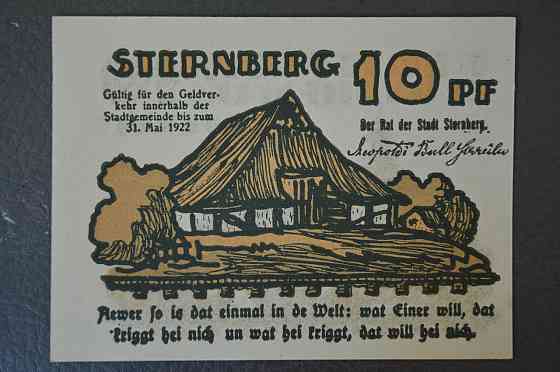 STERNBERG 10 PF
Gültig für den Geldver-
kehr innerhalb der
Stadtgemeinde bis zum
31. Mai 1922
Der Rat der Stadt Sternberg.
Aewer so is dat einmal in de Welt: wat Einer will, dat
kriggt hei nich un wat hei kriggt, dat will hei nich.